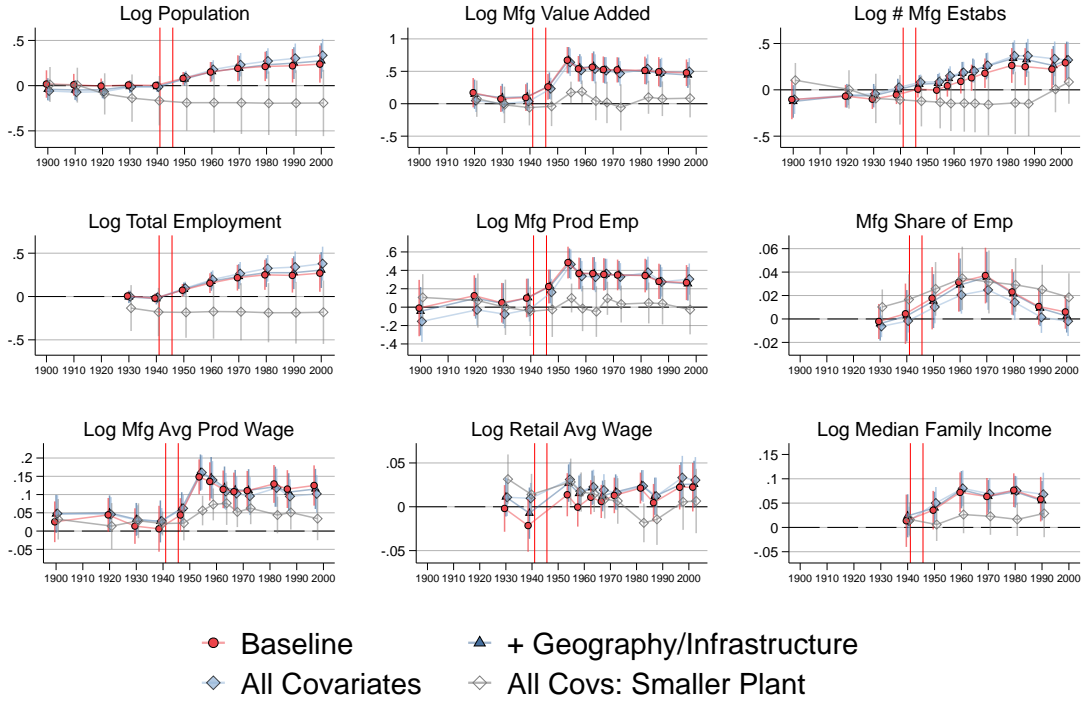 Log Population
Log Mfg Value Added
Log # Mfg Estabs
.5
0
-.5
1900 1910 1920 1930 1940 1950 1960 1970 1980 1990 2000
1
.5
0
-.5
1900 1910 1920 1930 1940 1950 1960 1970 1980 1990 2000
.5
0
-.5
1900 1910 1920 1930 1940 1950 1960 1970 1980 1990 2000
Log Total Employment
Log Mfg Prod Emp
Mfg Share of Emp
.5
0
-.5
1900 1910 1920 1930 1940 1950 1960 1970 1980 1990 2000
.6
.4
.2
0
-.2
-.4
1900 1910 1920 1930 1940 1950 1960 1970 1980 1990 2000
.06
.04
.02
0
-.02
1900 1910 1920 1930 1940 1950 1960 1970 1980 1990 2000
Log Mfg Avg Prod Wage
Log Retail Avg Wage
Log Median Family Income
.2
.15
.1
.05
0
-.05
1900 1910 1920 1930 1940 1950 1960 1970 1980 1990 2000
.05
0
-.05
1900 1910 1920 1930 1940 1950 1960 1970 1980 1990 2000
.15
.1
.05
0
-.05
1900 1910 1920 1930 1940 1950 1960 1970 1980 1990 2000
Baseline
+ Geography/Infrastructure
All Covariates
All Covs: Smaller Plant